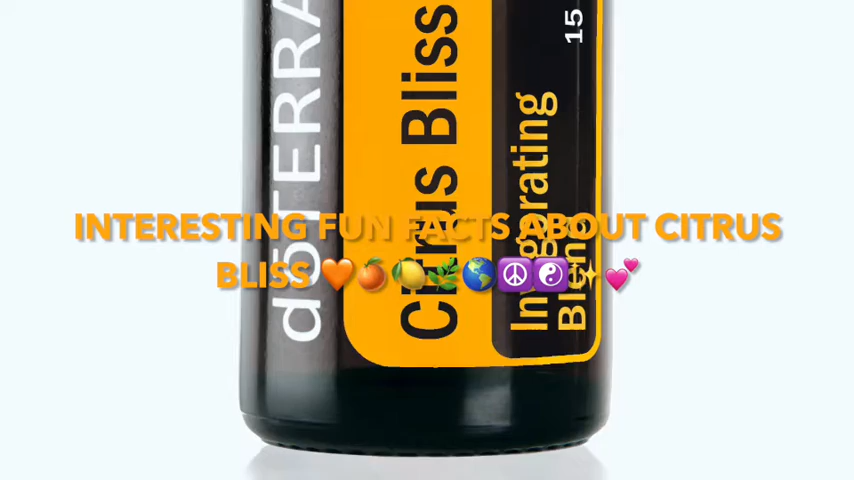 dōTERRA
Citrus Bliss
Invigorating
Blend
15
INTERESTING FUN FACTS ABOUT CITRUS
BLISS 🧡🍊🍋🌿🌎☮️☯️✨💕